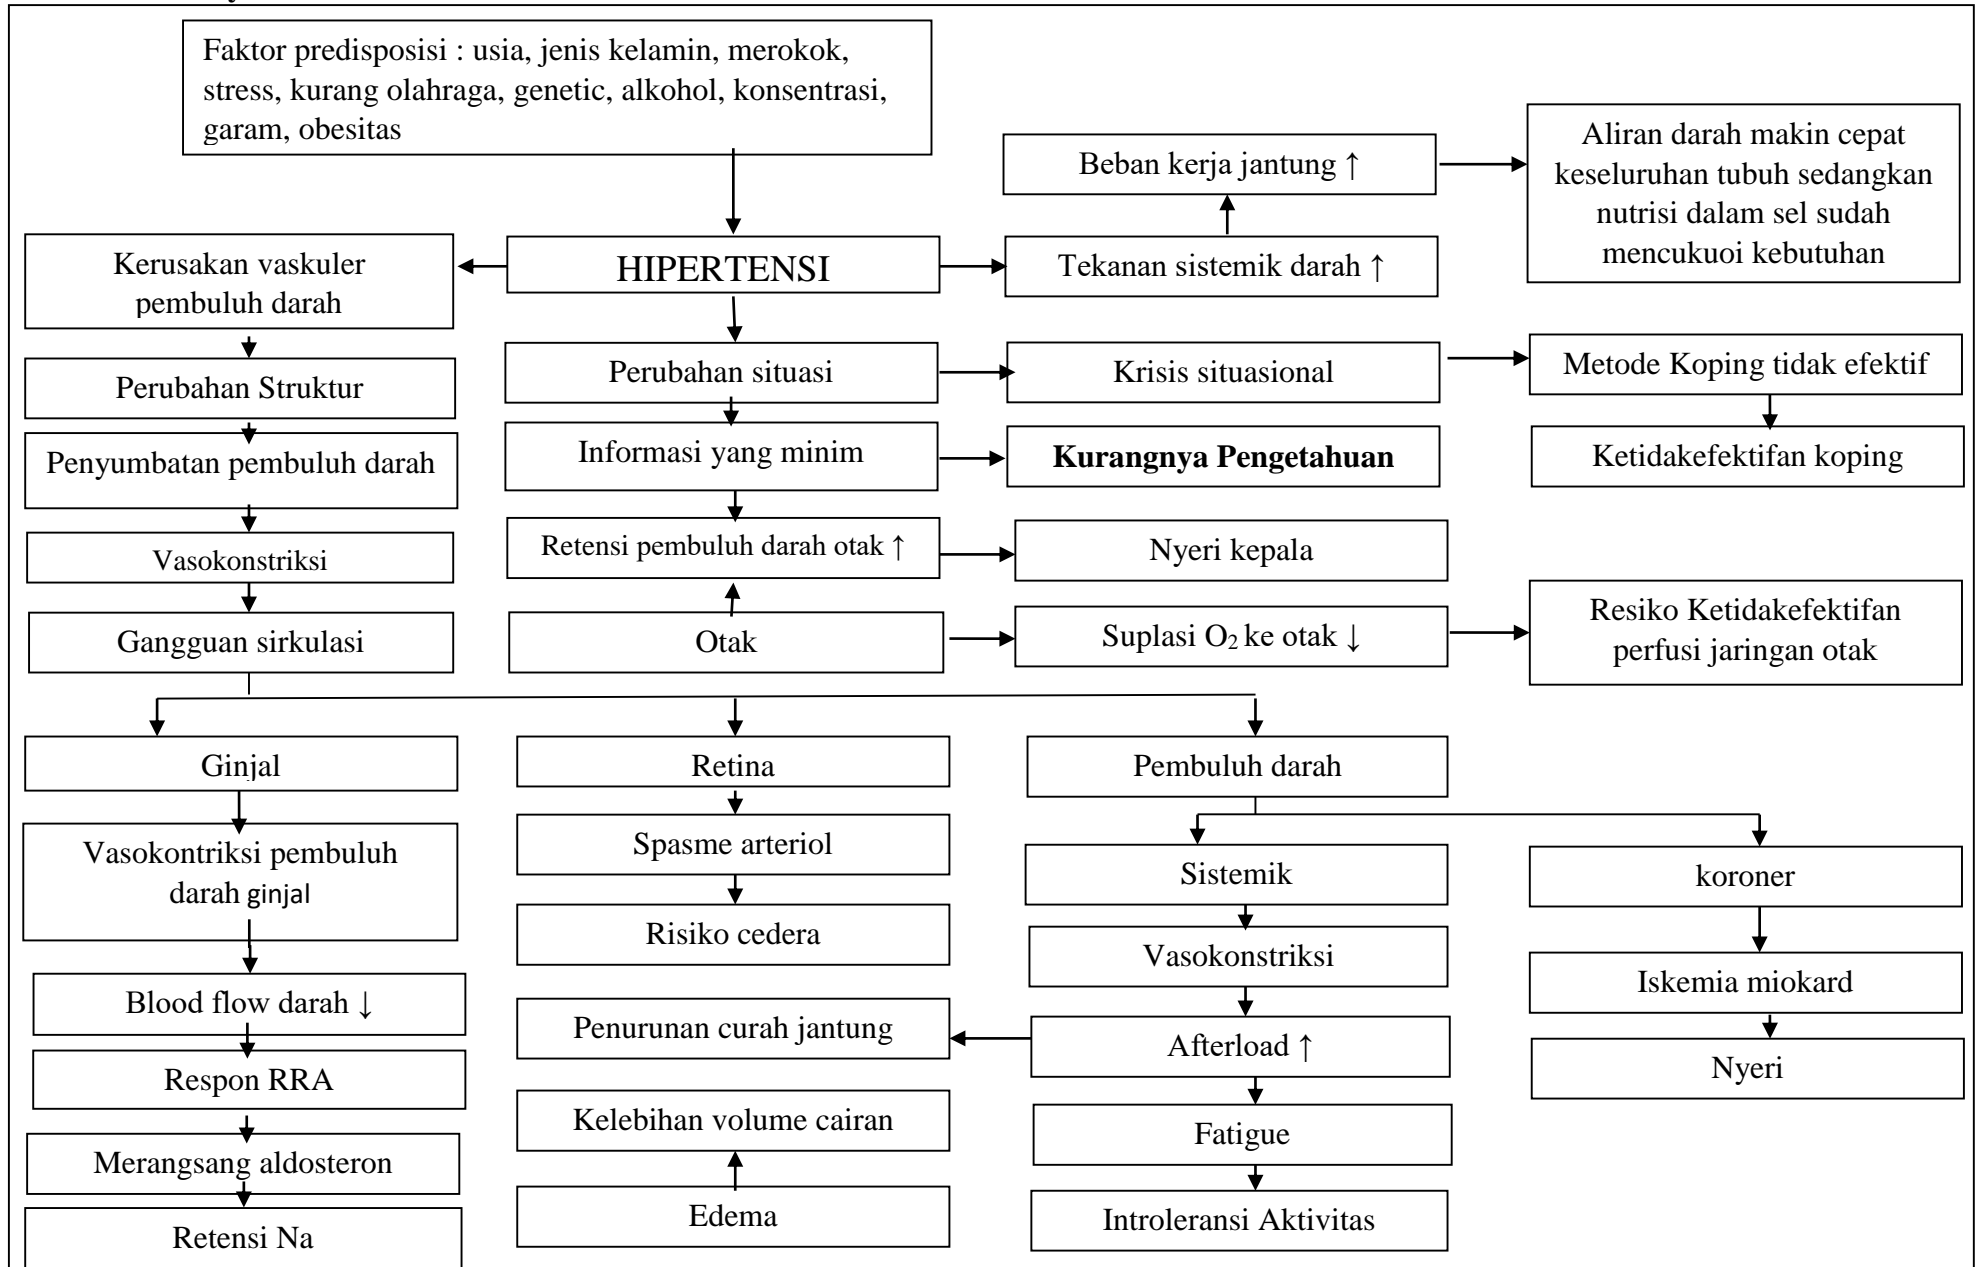 Faktor predisposisi : usia, jenis kelamin, merokok,
stress, kurang olahraga, genetic, alkohol, konsentrasi,
garam, obesitas
Beban kerja jantung ↑
Aliran darah makin cepat
keseluruhan tubuh sedangkan
nutrisi dalam sel sudah
mencukuoi kebutuhan
Kerusakan vaskuler
pembuluh darah
HIPERTENSI
Tekanan sistemik darah ↑
Perubahan Struktur
Perubahan situasi
Krisis situasional
Metode Koping tidak efektif
Penyumbatan pembuluh darah
Informasi yang minim
Kurangnya Pengetahuan
Ketidakefektifan koping
Vasokonstriksi
Retensi pembuluh darah otak ↑
Nyeri kepala
Gangguan sirkulasi
Otak
Suplasi O₂ ke otak ↓
Resiko Ketidakefektifan
perfusi jaringan otak
Ginjal
Retina
Pembuluh darah
Vasokontriksi pembuluh
darah ginjal
Spasme arteriol
Sistemik
koroner
Risiko cedera
Vasokonstriksi
Iskemia miokard
Blood flow darah ↓
Penurunan curah jantung
Afterload ↑
Nyeri
Respon RRA
Kelebihan volume cairan
Fatigue
Merangsang aldosteron
Edema
Introleransi Aktivitas
Retensi Na